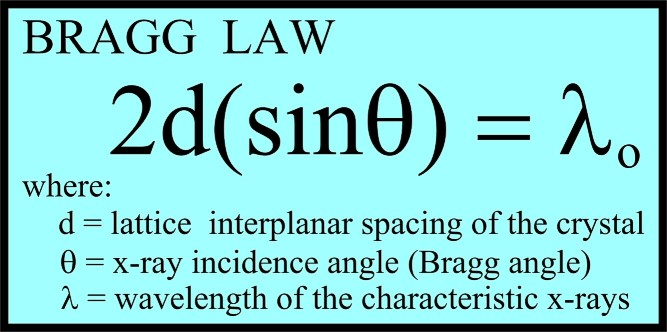 BRAGG LAW
2d(sinθ) = λo
where:
d = lattice interplanar spacing of the crystal
θ = x-ray incidence angle (Bragg angle)
λ = wavelength of the characteristic x-rays